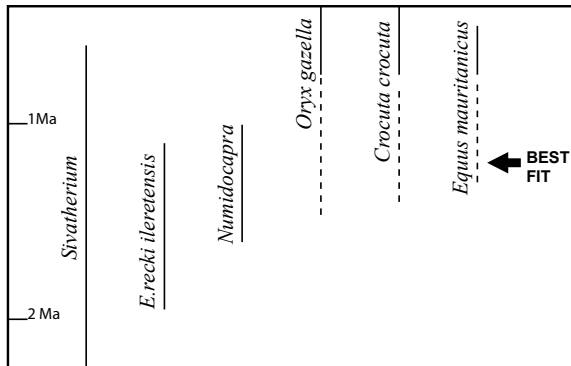 1Ma
2 Ma
Sivatherium
E.recki ileretensis
Numidocapra
Oryx gazella
Crocuta crocuta
Equus mauritanicus
BEST
FIT